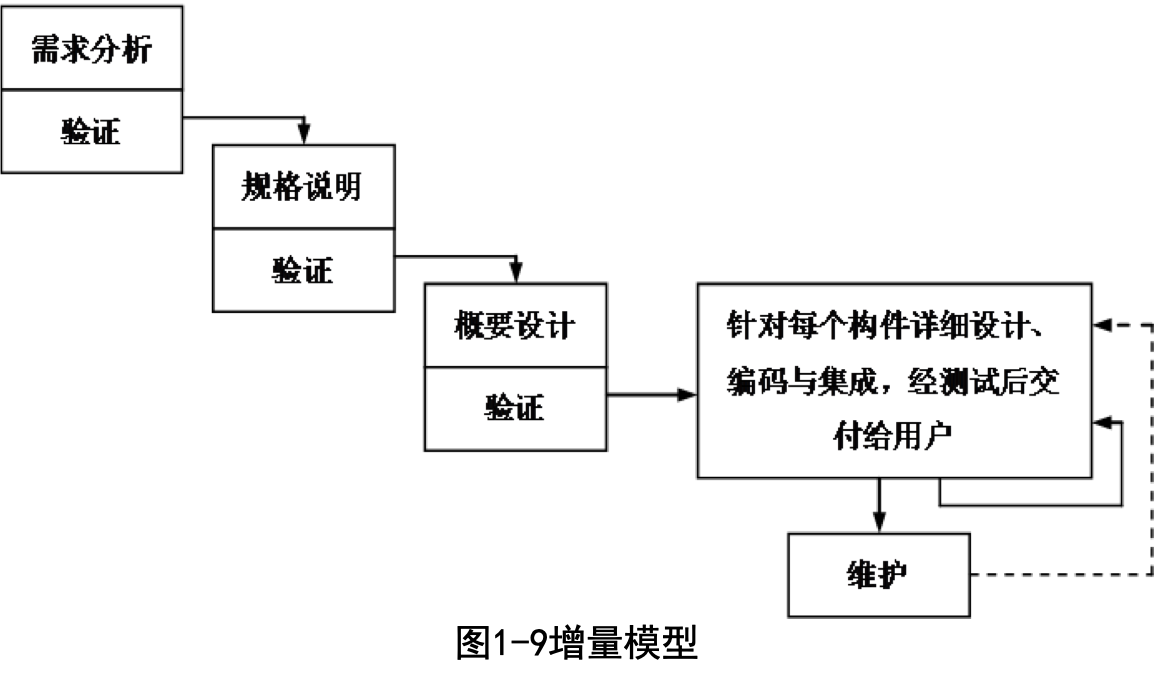 需求分析
验证
规格说明
验证
概要设计
验证
针对每个构件详细设计、
编码与集成，经测试后交
付给用户
维护
图1-9增量模型